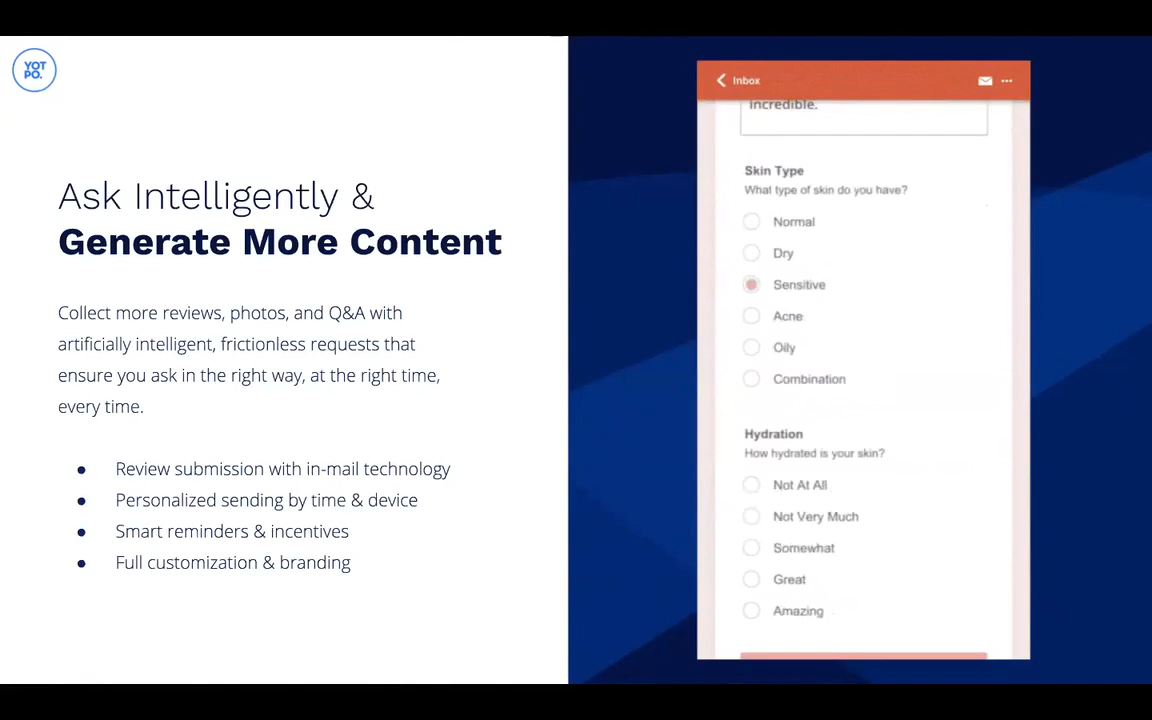 YOT
PO.
Ask Intelligently &
Generate More Content
Collect more reviews, photos, and Q&A with
artificially intelligent, frictionless requests that
ensure you ask in the right way, at the right time,
every time.
● Review submission with in-mail technology
● Personalized sending by time & device
● Smart reminders & incentives
● Full customization & branding
Inbox
incredible.
Skin Type
What type of skin do you have?
Normal
Dry
Sensitive
Acne
Oily
Combination
Hydration
How hydrated is your skin?
Not At All
Not Very Much
Somewhat
Great
Amazing